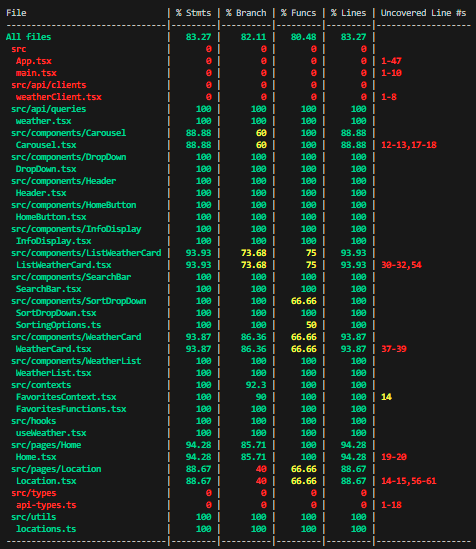 File | % Stmts | % Branch | % Funcs | % Lines | Uncovered Line #s
All files | 83.27 | 82.11 | 80.48 | 83.27 |
src | 0 | 0 | 0 | 0 |
App.tsx | 0 | 0 | 0 | 0 | 1-47
main.tsx | 0 | 0 | 0 | 0 | 1-10
src/api/clients | 0 | 0 | 0 | 0 |
weatherClient.tsx | 0 | 0 | 0 | 0 | 1-8
src/api/queries | 100 | 100 | 100 | 100 |
weather.tsx | 100 | 100 | 100 | 100 |
src/components/Carousel | 88.88 | 60 | 100 | 88.88 |
Carousel.tsx | 88.88 | 60 | 100 | 88.88 | 12-13,17-18
src/components/DropDown | 100 | 100 | 100 | 100 |
DropDown.tsx | 100 | 100 | 100 | 100 |
src/components/Header | 100 | 100 | 100 | 100 |
Header.tsx | 100 | 100 | 100 | 100 |
src/components/HomeButton | 100 | 100 | 100 | 100 |
HomeButton.tsx | 100 | 100 | 100 | 100 |
src/components/InfoDisplay | 100 | 100 | 100 | 100 |
InfoDisplay.tsx | 100 | 100 | 100 | 100 |
src/components/ListWeatherCard | 93.93 | 73.68 | 75 | 93.93 |
ListWeatherCard.tsx | 93.93 | 73.68 | 75 | 93.93 | 30-32,54
src/components/SearchBar | 100 | 100 | 100 | 100 |
SearchBar.tsx | 100 | 100 | 100 | 100 |
src/components/SortDropDown | 100 | 100 | 66.66 | 100 |
SortDropDown.tsx | 100 | 100 | 100 | 100 |
SortingOptions.ts | 100 | 100 | 50 | 100 |
src/components/WeatherCard | 93.87 | 86.36 | 66.66 | 93.87 |
WeatherCard.tsx | 93.87 | 86.36 | 66.66 | 93.87 | 37-39
src/components/WeatherList | 100 | 100 | 100 | 100 |
WeatherList.tsx | 100 | 100 | 100 | 100 |
src/contexts | 100 | 92.3 | 100 | 100 |
FavoritesContext.tsx | 100 | 90 | 100 | 100 | 14
FavoritesFunctions.tsx | 100 | 100 | 100 | 100 |
src/hooks | 100 | 100 | 100 | 100 |
useWeather.tsx | 100 | 100 | 100 | 100 |
src/pages/Home | 94.28 | 85.71 | 100 | 94.28 |
Home.tsx | 94.28 | 85.71 | 100 | 94.28 | 19-20
src/pages/Location | 88.67 | 40 | 66.66 | 88.67 |
Location.tsx | 88.67 | 40 | 66.66 | 88.67 | 14-15,56-61
src/types | 0 | 0 | 0 | 0 |
api-types.ts | 0 | 0 | 0 | 0 | 1-18
src/utils | 100 | 100 | 100 | 100 |
locations.ts | 100 | 100 | 100 | 100 |